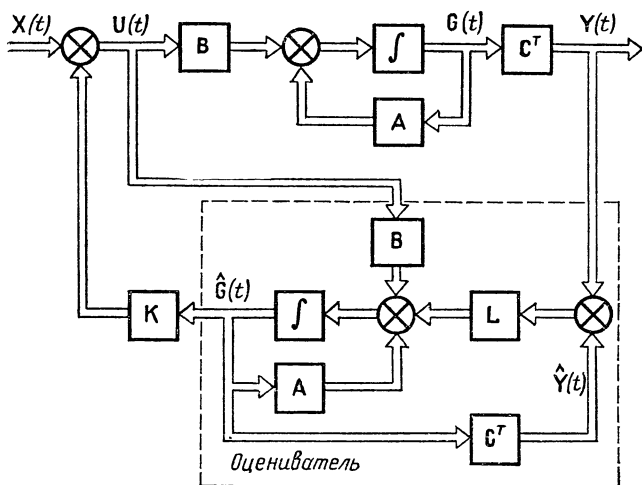 X(t) U(t) B ∫ G(t) Cᵀ Y(t)
A
B
Ĝ(t)
K ∫ L
A Ŷ(t)
Cᵀ
Оцениватель